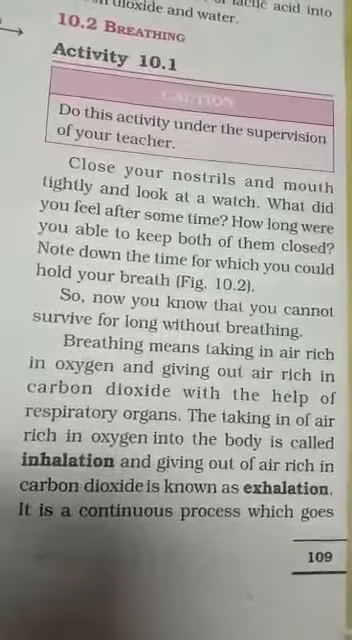 lactic acid into
dioxide and water.
10.2 BREATHING
Activity 10.1
CAUTION
Do this activity under the supervision
of your teacher.
Close your nostrils and mouth
tightly and look at a watch. What did
you feel after some time? How long were
you able to keep both of them closed?
Note down the time for which you could
hold your breath (Fig. 10.2).
So, now you know that you cannot
survive for long without breathing.
Breathing means taking in air rich
in oxygen and giving out air rich in
carbon dioxide with the help of
respiratory organs. The taking in of air
rich in oxygen into the body is called
inhalation and giving out of air rich in
carbon dioxide is known as exhalation.
It is a continuous process which goes
109